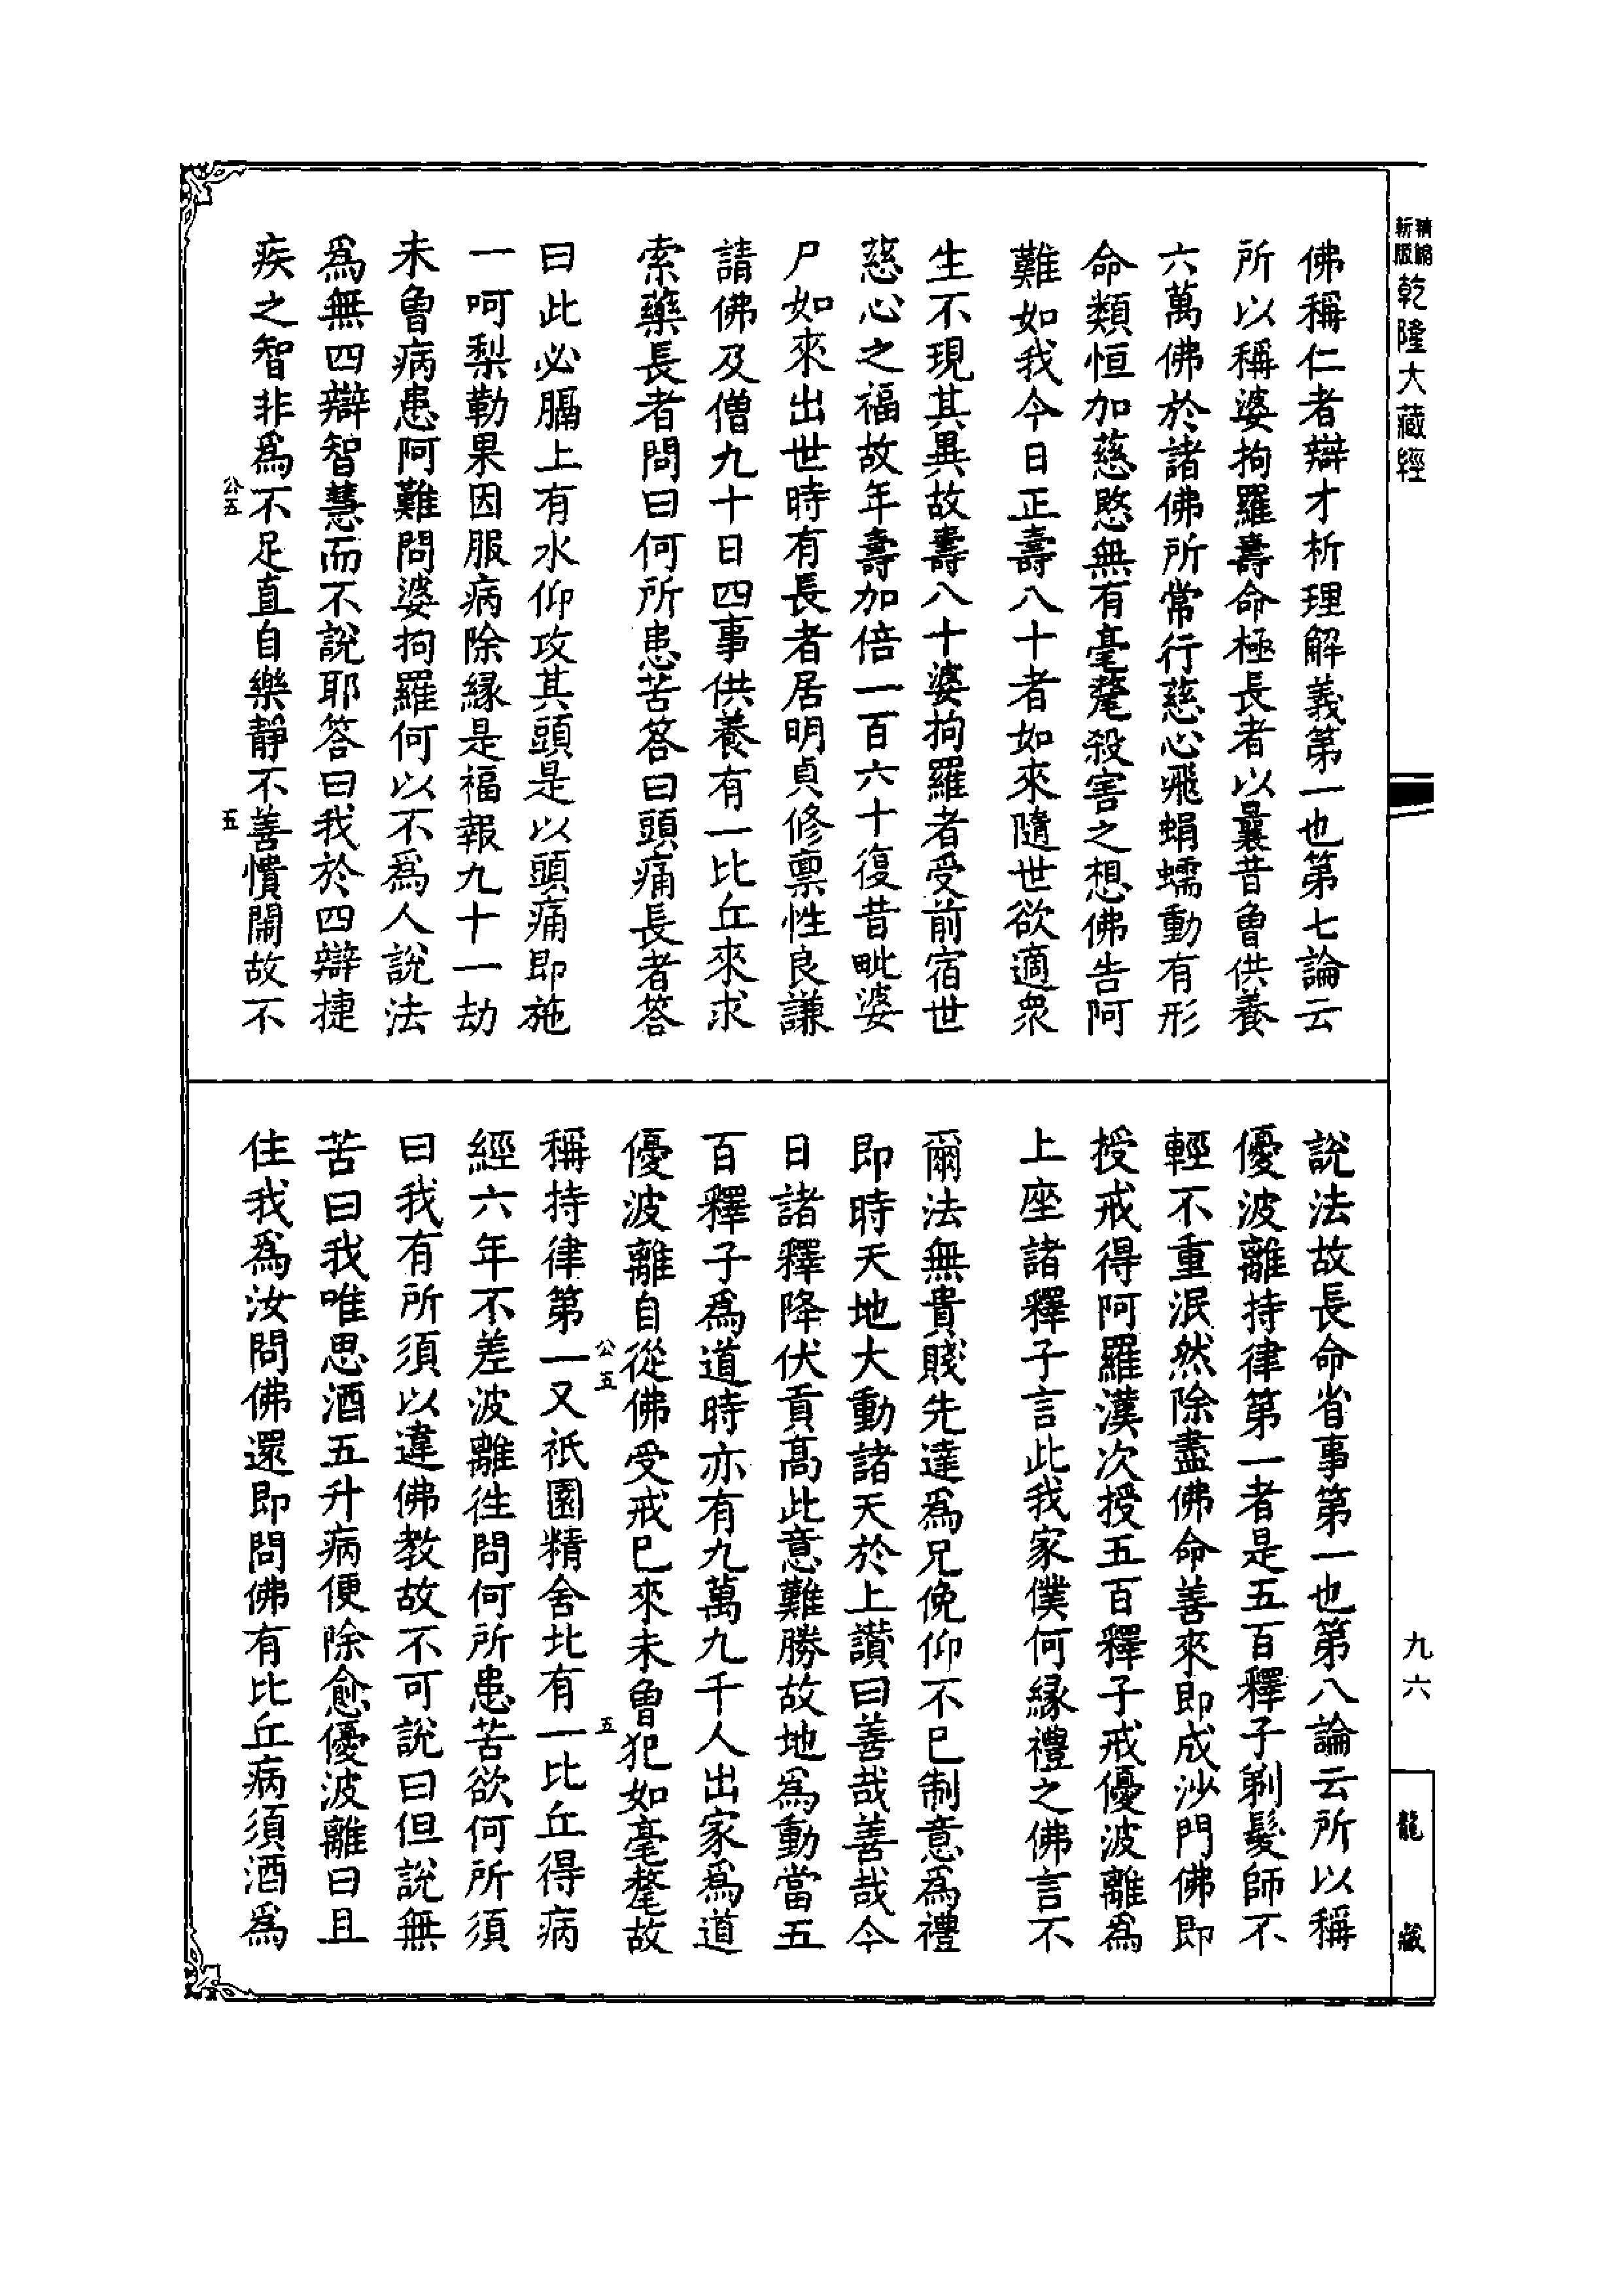 精縮
新版
乾隆大藏經
佛稱仁者辯才析理解義第一也第七論云
所以稱婆拘羅壽命極長者以曩昔曾供養
六萬佛於諸佛所常行慈心飛蜎蠕動有形
命類恒加慈愍無有毫氂殺害之想佛告阿
難如我今日正壽八十者如來隨世欲適眾
生不現其異故壽八十婆拘羅者受前宿世
慈心之福故年壽加倍一百六十復昔毗婆
尸如來出世時有長者居明貞修禀性良謙
請佛及僧九十日四事供養有一比丘來求
索藥長者問曰何所患苦答曰頭痛長者答
曰此必膈上有水仰攻其頭是以頭痛即施
一呵梨勒果因服病除縁是福報九十一劫
未曾病患阿難問婆拘羅何以不為人說法
為無四辯智慧而不說耶答曰我於四辯捷
疾之智非為不足直自樂靜不善憒閙故不
公五
五
說法故長命省事第一也第八論云所以稱
優波離持律第一者是五百釋子剃髮師不
輕不重泯然除盡佛命善來即成沙門佛即
授戒得阿羅漢次授五百釋子戒優波離為
上座諸釋子言此我家僕何縁禮之佛言不
爾法無貴賤先達為兄俛仰不已制意為禮
即時天地大動諸天於上讚曰善哉善哉今
日諸釋降伏貢高此意難勝故地為動當五
百釋子為道時亦有九萬九千人出家為道
優波離自從佛受戒已來未曾犯如毫氂故
公五
五
稱持律第一又祇園精舍北有一比丘得病
經六年不差波離徃問何所患苦欲何所須
曰我有所須以違佛教故不可說曰但說無
苦曰我唯思酒五升病便除愈優波離曰且
住我為汝問佛還即問佛有比丘病須酒為
九六
龍藏